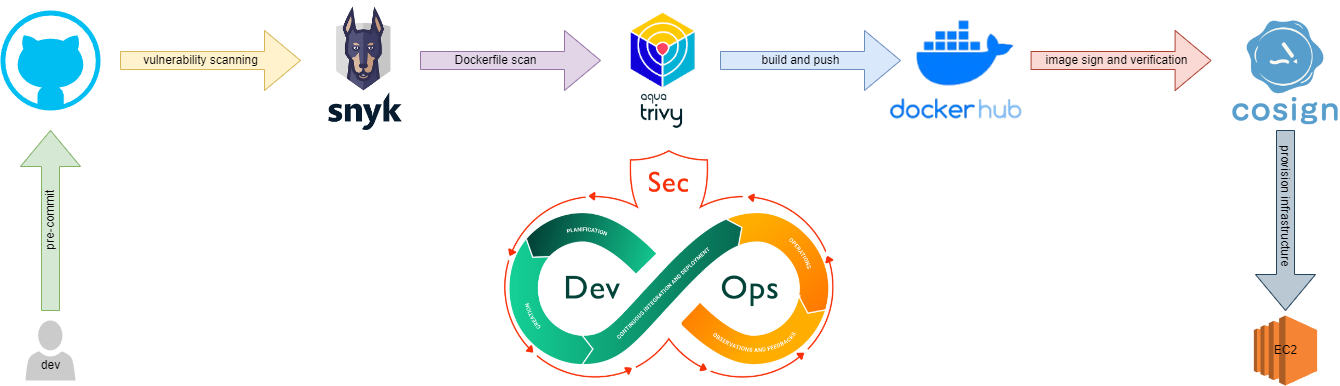 vulnerability scanning
snyk
Dockerfile scan
aqua
trivy
build and push
docker hub
image sign and verification
cosign
pre-commit
provision infrastructure
Sec
PLANIFICATION
Dev
CREATION
CONTINUOUS INTEGRATION AND DEPLOYMENT
Ops
OPERATIONS
OBSERVATIONS AND FEEDBACKS
dev
EC2